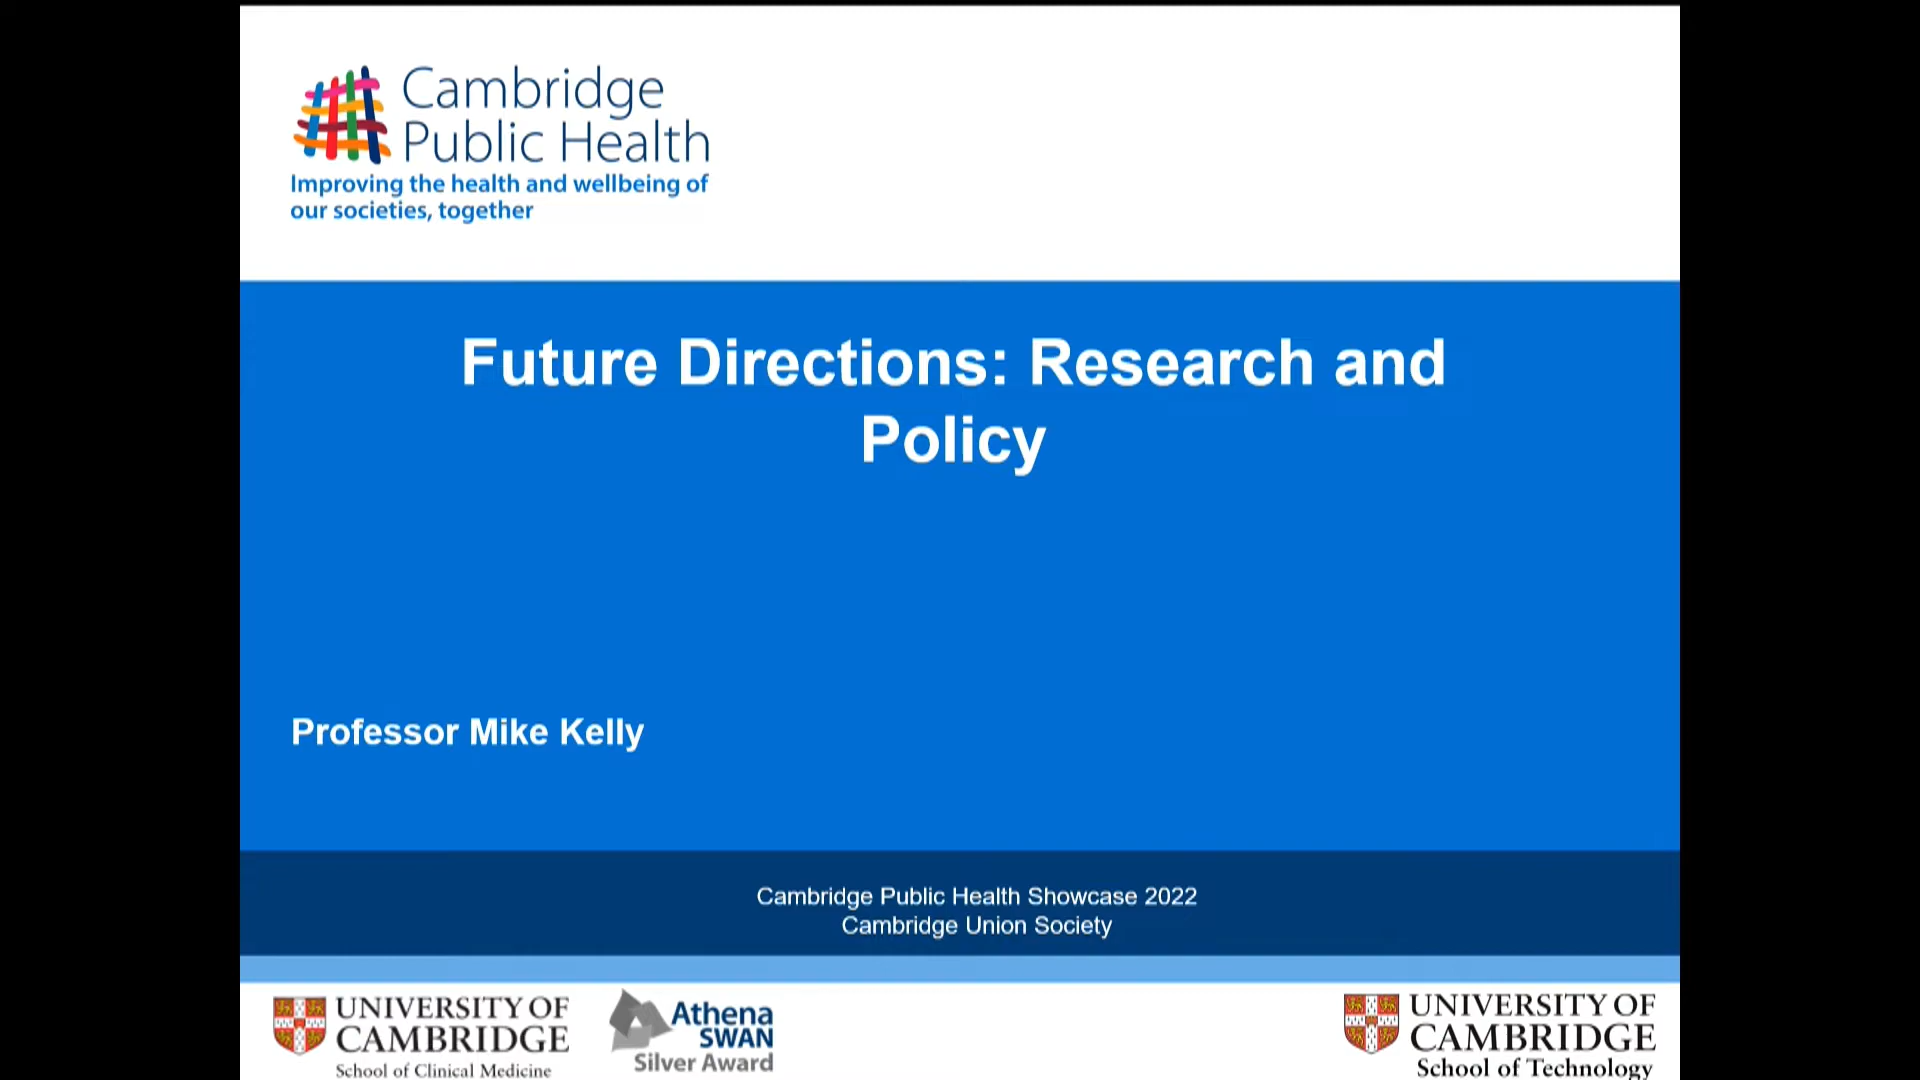 Cambridge
Public Health
Improving the health and wellbeing of
our societies, together
Future Directions: Research and
Policy
Professor Mike Kelly
Cambridge Public Health Showcase 2022
Cambridge Union Society
UNIVERSITY OF
CAMBRIDGE
School of Clinical Medicine
Athena
SWAN
Silver Award
UNIVERSITY OF
CAMBRIDGE
School of Technology